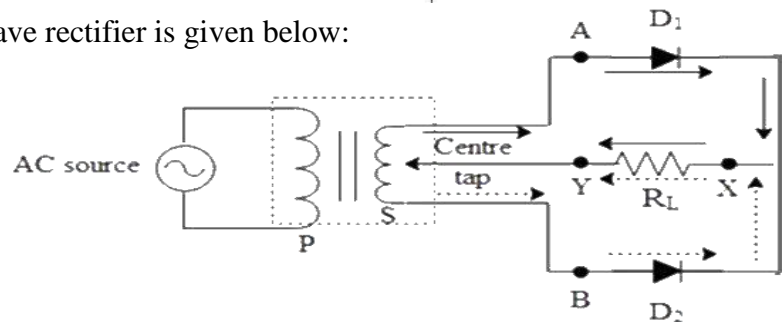 ave rectifier is given below:
D1
A
AC source
Centre
tap
Y
RL
X
S
P
B
D2